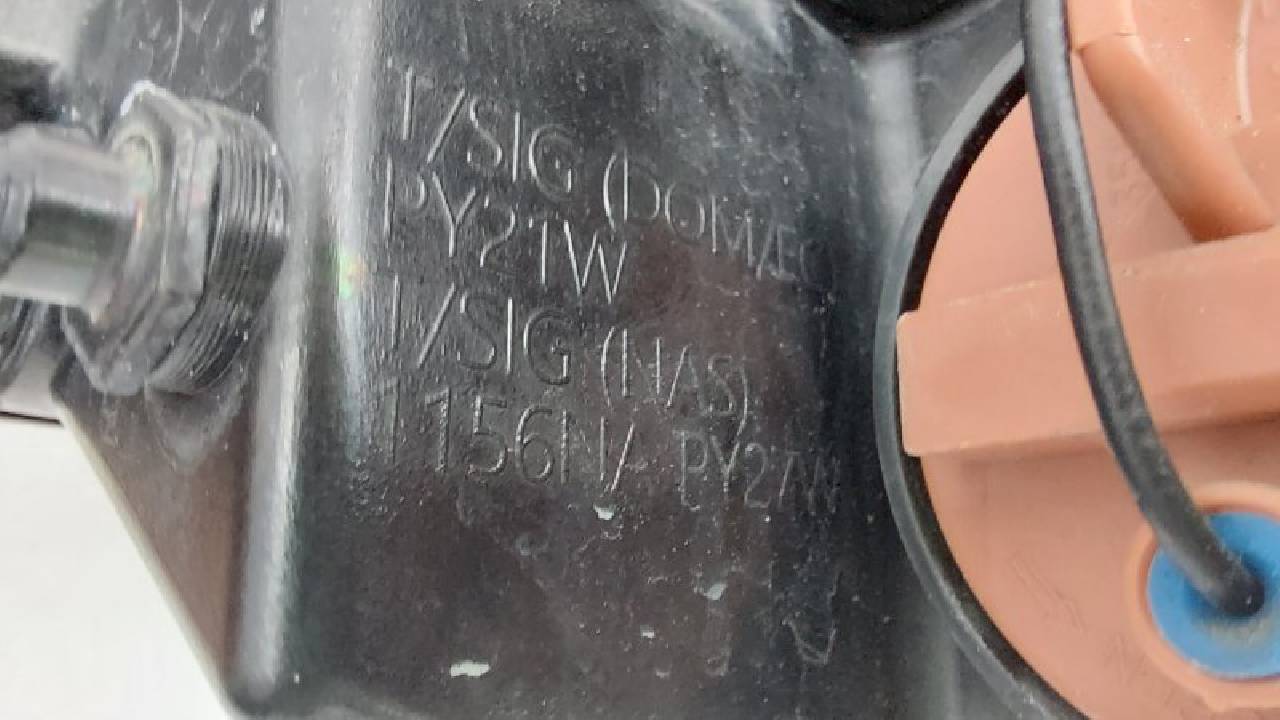 T/SIG (DOM/EC)
PY21W
T/SIG (NAS)
1156NA PY27W